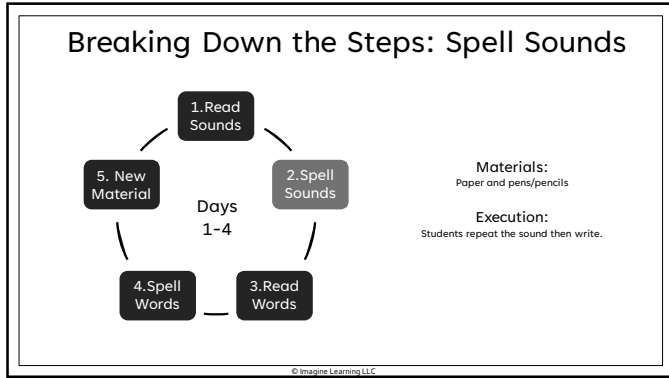 Breaking Down the Steps: Spell Sounds
1.Read
Sounds
2.Spell
Sounds
3.Read
Words
4.Spell
Words
5. New
Material
Days
1-4
Materials:
Paper and pens/pencils
Execution:
Students repeat the sound then write.
© Imagine Learning LLC